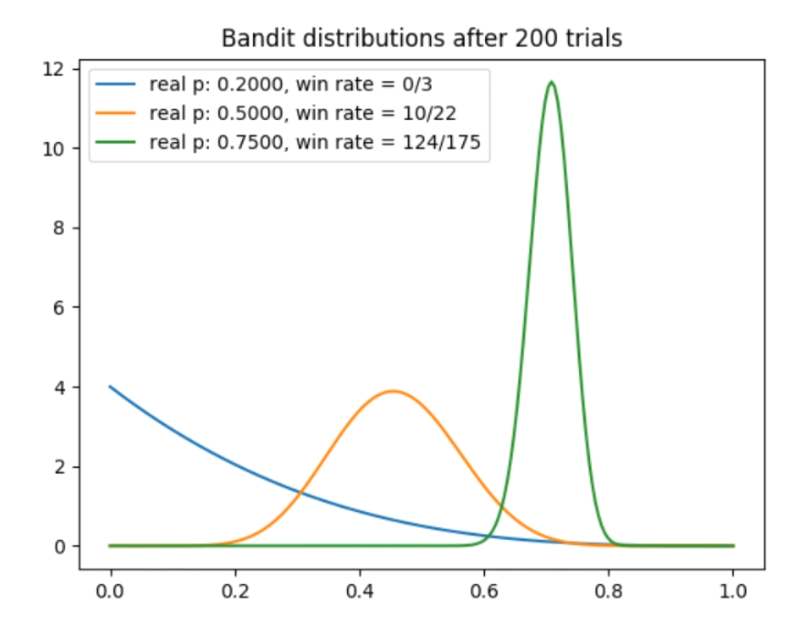 Bandit distributions after 200 trials
real p: 0.2000, win rate = 0/3
real p: 0.5000, win rate = 10/22
real p: 0.7500, win rate = 124/175
12
10
8
6
4
2
0
0.0 0.2 0.4 0.6 0.8 1.0